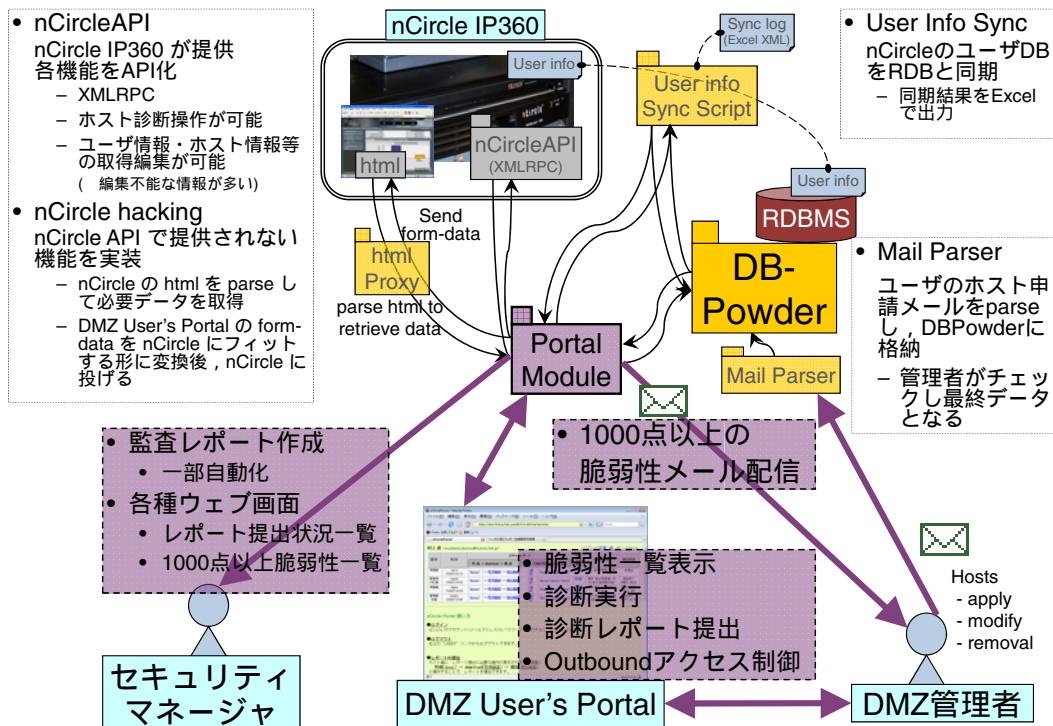 • nCircleAPI
nCircle IP360 が提供
各機能をAPI化
– XMLRPC
– ホスト診断操作が可能
– ユーザ情報・ホスト情報等
の取得編集が可能
( 編集不能な情報が多い)
• nCircle hacking
nCircle API で提供されない
機能を実装
– nCircle の html を parse し
て必要データを取得
– DMZ User's Portal の form-
data を nCircle にフィット
する形に変換後 , nCircle に
投げる
nCircle IP360
User info
html
nCircleAPI
(XMLRPC)
Sync log
(Excel XML)
User info
Sync Script
User info
RDBMS
• User Info Sync
nCircleのユーザDB
をRDBと同期
– 同期結果をExcel
で出力
Send
form-data
html
Proxy
parse html to
retrieve data
Portal
Module
DB-
Powder
Mail Parser
• Mail Parser
ユーザのホスト申
請メールをparse
し , DBPowderに
格納
– 管理者がチェッ
クし最終データ
となる
• 監査レポート作成
• 一部自動化
• 各種ウェブ画面
• レポート提出状況一覧
• 1000点以上脆弱性一覧
• 1000点以上の
脆弱性メール配信
• 脆弱性一覧表示
• 診断実行
• 診断レポート提出
• Outboundアクセス制御
Hosts
- apply
- modify
- removal
セキュリティ
マネージャ
DMZ User's Portal
DMZ管理者